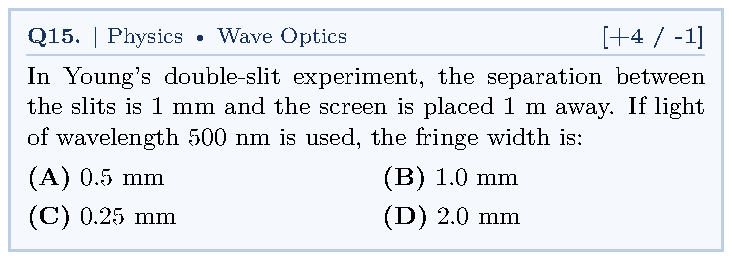 Q15. | Physics • Wave Optics [+4 / -1]
In Young's double-slit experiment, the separation between
the slits is 1 mm and the screen is placed 1 m away. If light
of wavelength 500 nm is used, the fringe width is:
(A) 0.5 mm (B) 1.0 mm
(C) 0.25 mm (D) 2.0 mm